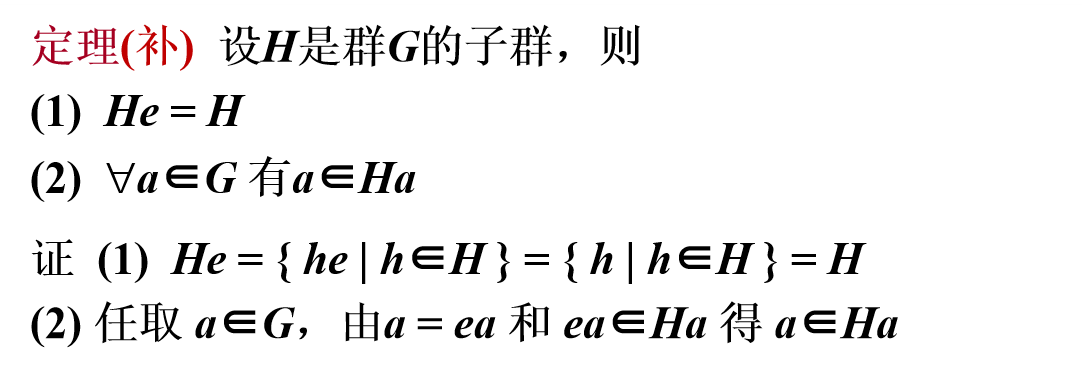 定理(补) 设H是群G的子群，则
(1) He = H
(2) ∀a∈G 有a∈Ha
证 (1) He = { he | h∈H } = { h | h∈H } = H
(2) 任取 a∈G，由a = ea 和 ea∈Ha 得 a∈Ha